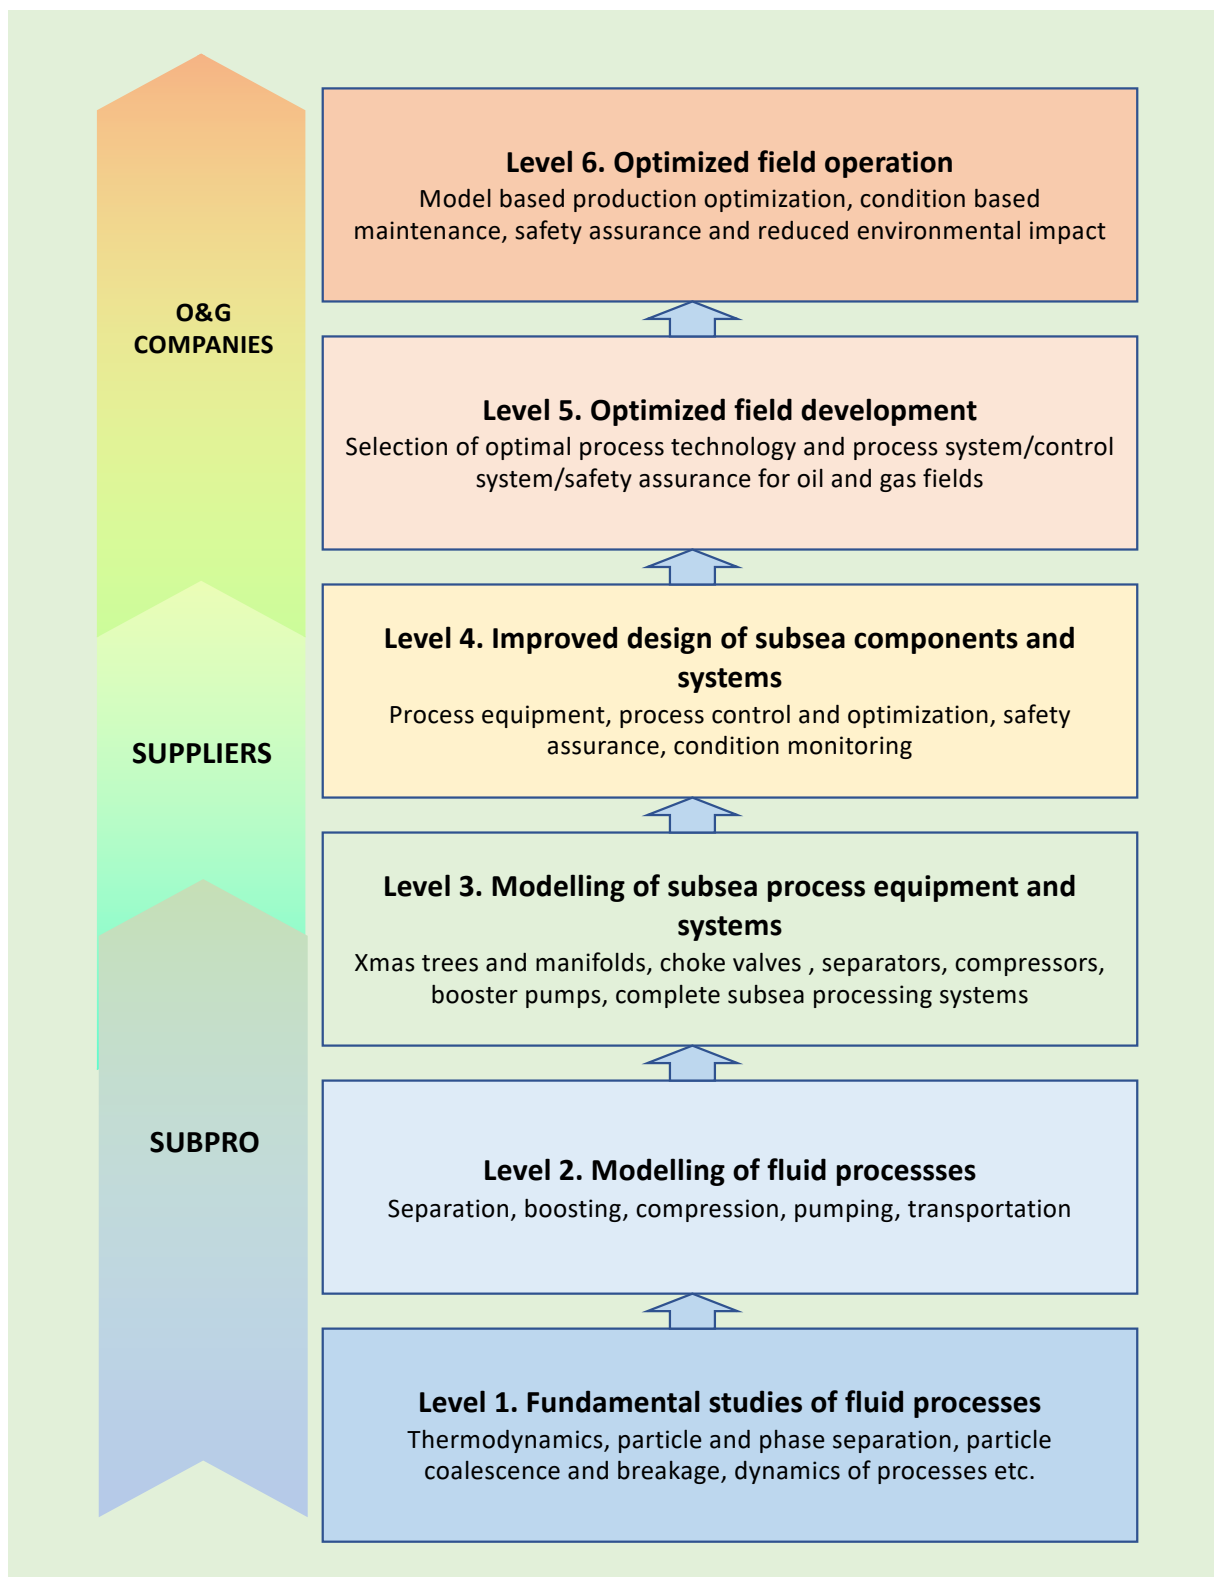 Level 6. Optimized field operation
Model based production optimization, condition based
maintenance, safety assurance and reduced environmental impact
O&G
COMPANIES
Level 5. Optimized field development
Selection of optimal process technology and process system/control
system/safety assurance for oil and gas fields
Level 4. Improved design of subsea components and
systems
Process equipment, process control and optimization, safety
assurance, condition monitoring
SUPPLIERS
Level 3. Modelling of subsea process equipment and
systems
Xmas trees and manifolds, choke valves , separators, compressors,
booster pumps, complete subsea processing systems
SUBPRO
Level 2. Modelling of fluid processses
Separation, boosting, compression, pumping, transportation
Level 1. Fundamental studies of fluid processes
Thermodynamics, particle and phase separation, particle
coalescence and breakage, dynamics of processes etc.